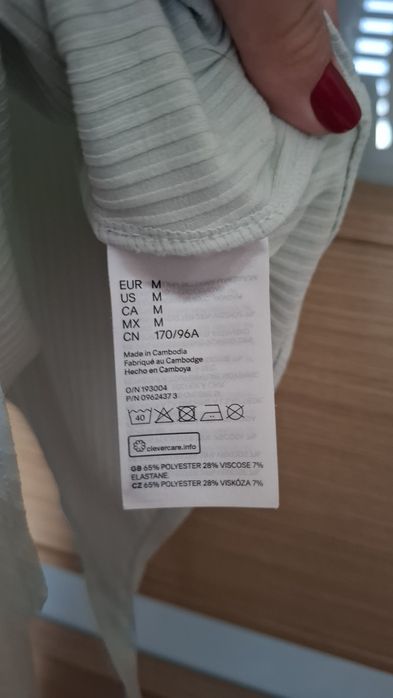 EUR M
US M
CA M
MX M
CN 170/96A
Made in Cambodia
Fabriqué au Cambodge
Hecho en Camboya
O/N 193004
P/N 0962437 3
40
clevercare.info
GB 65% POLYESTER 28% VISCOSE 7%
ELASTANE.
CZ 65% POLYESTER 28% VISKÓZA 7%